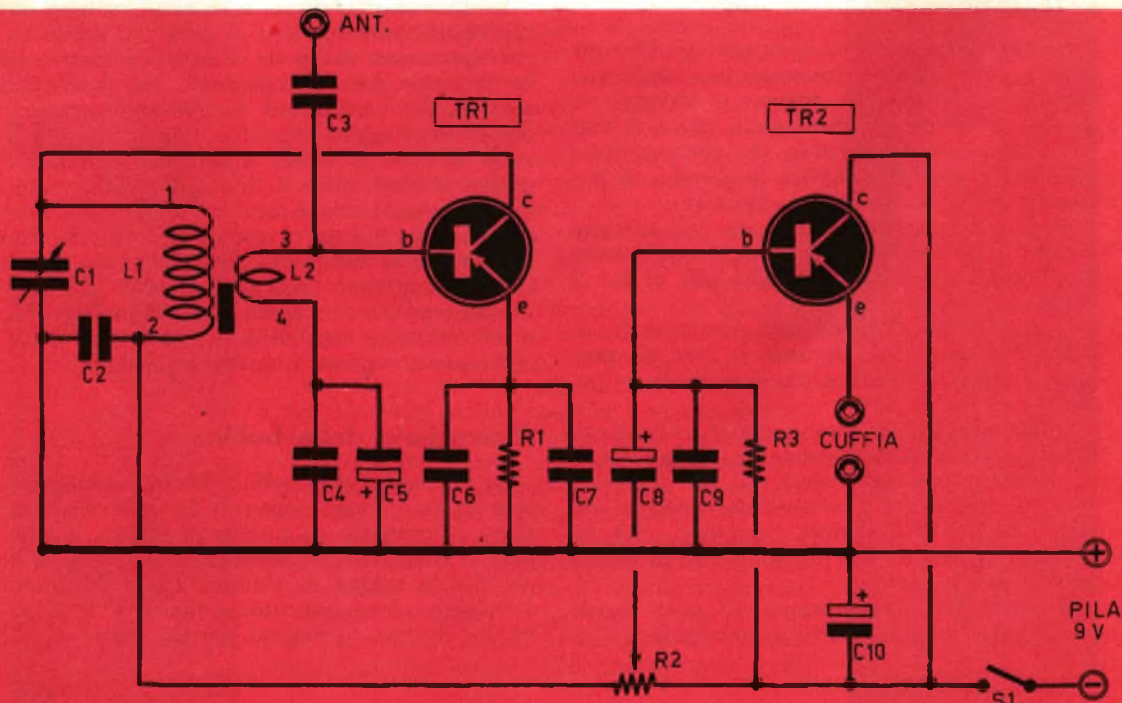 ANT.
C3
TR1
TR2
1
c
c
3
b
b
C1
L1
L2
4
e
e
2
C2
R1
R3
CUFFIA
C4
+
C5
C6
C7
+
C8
C9
+
+
PILA
9 V
C10
R2
S1
−